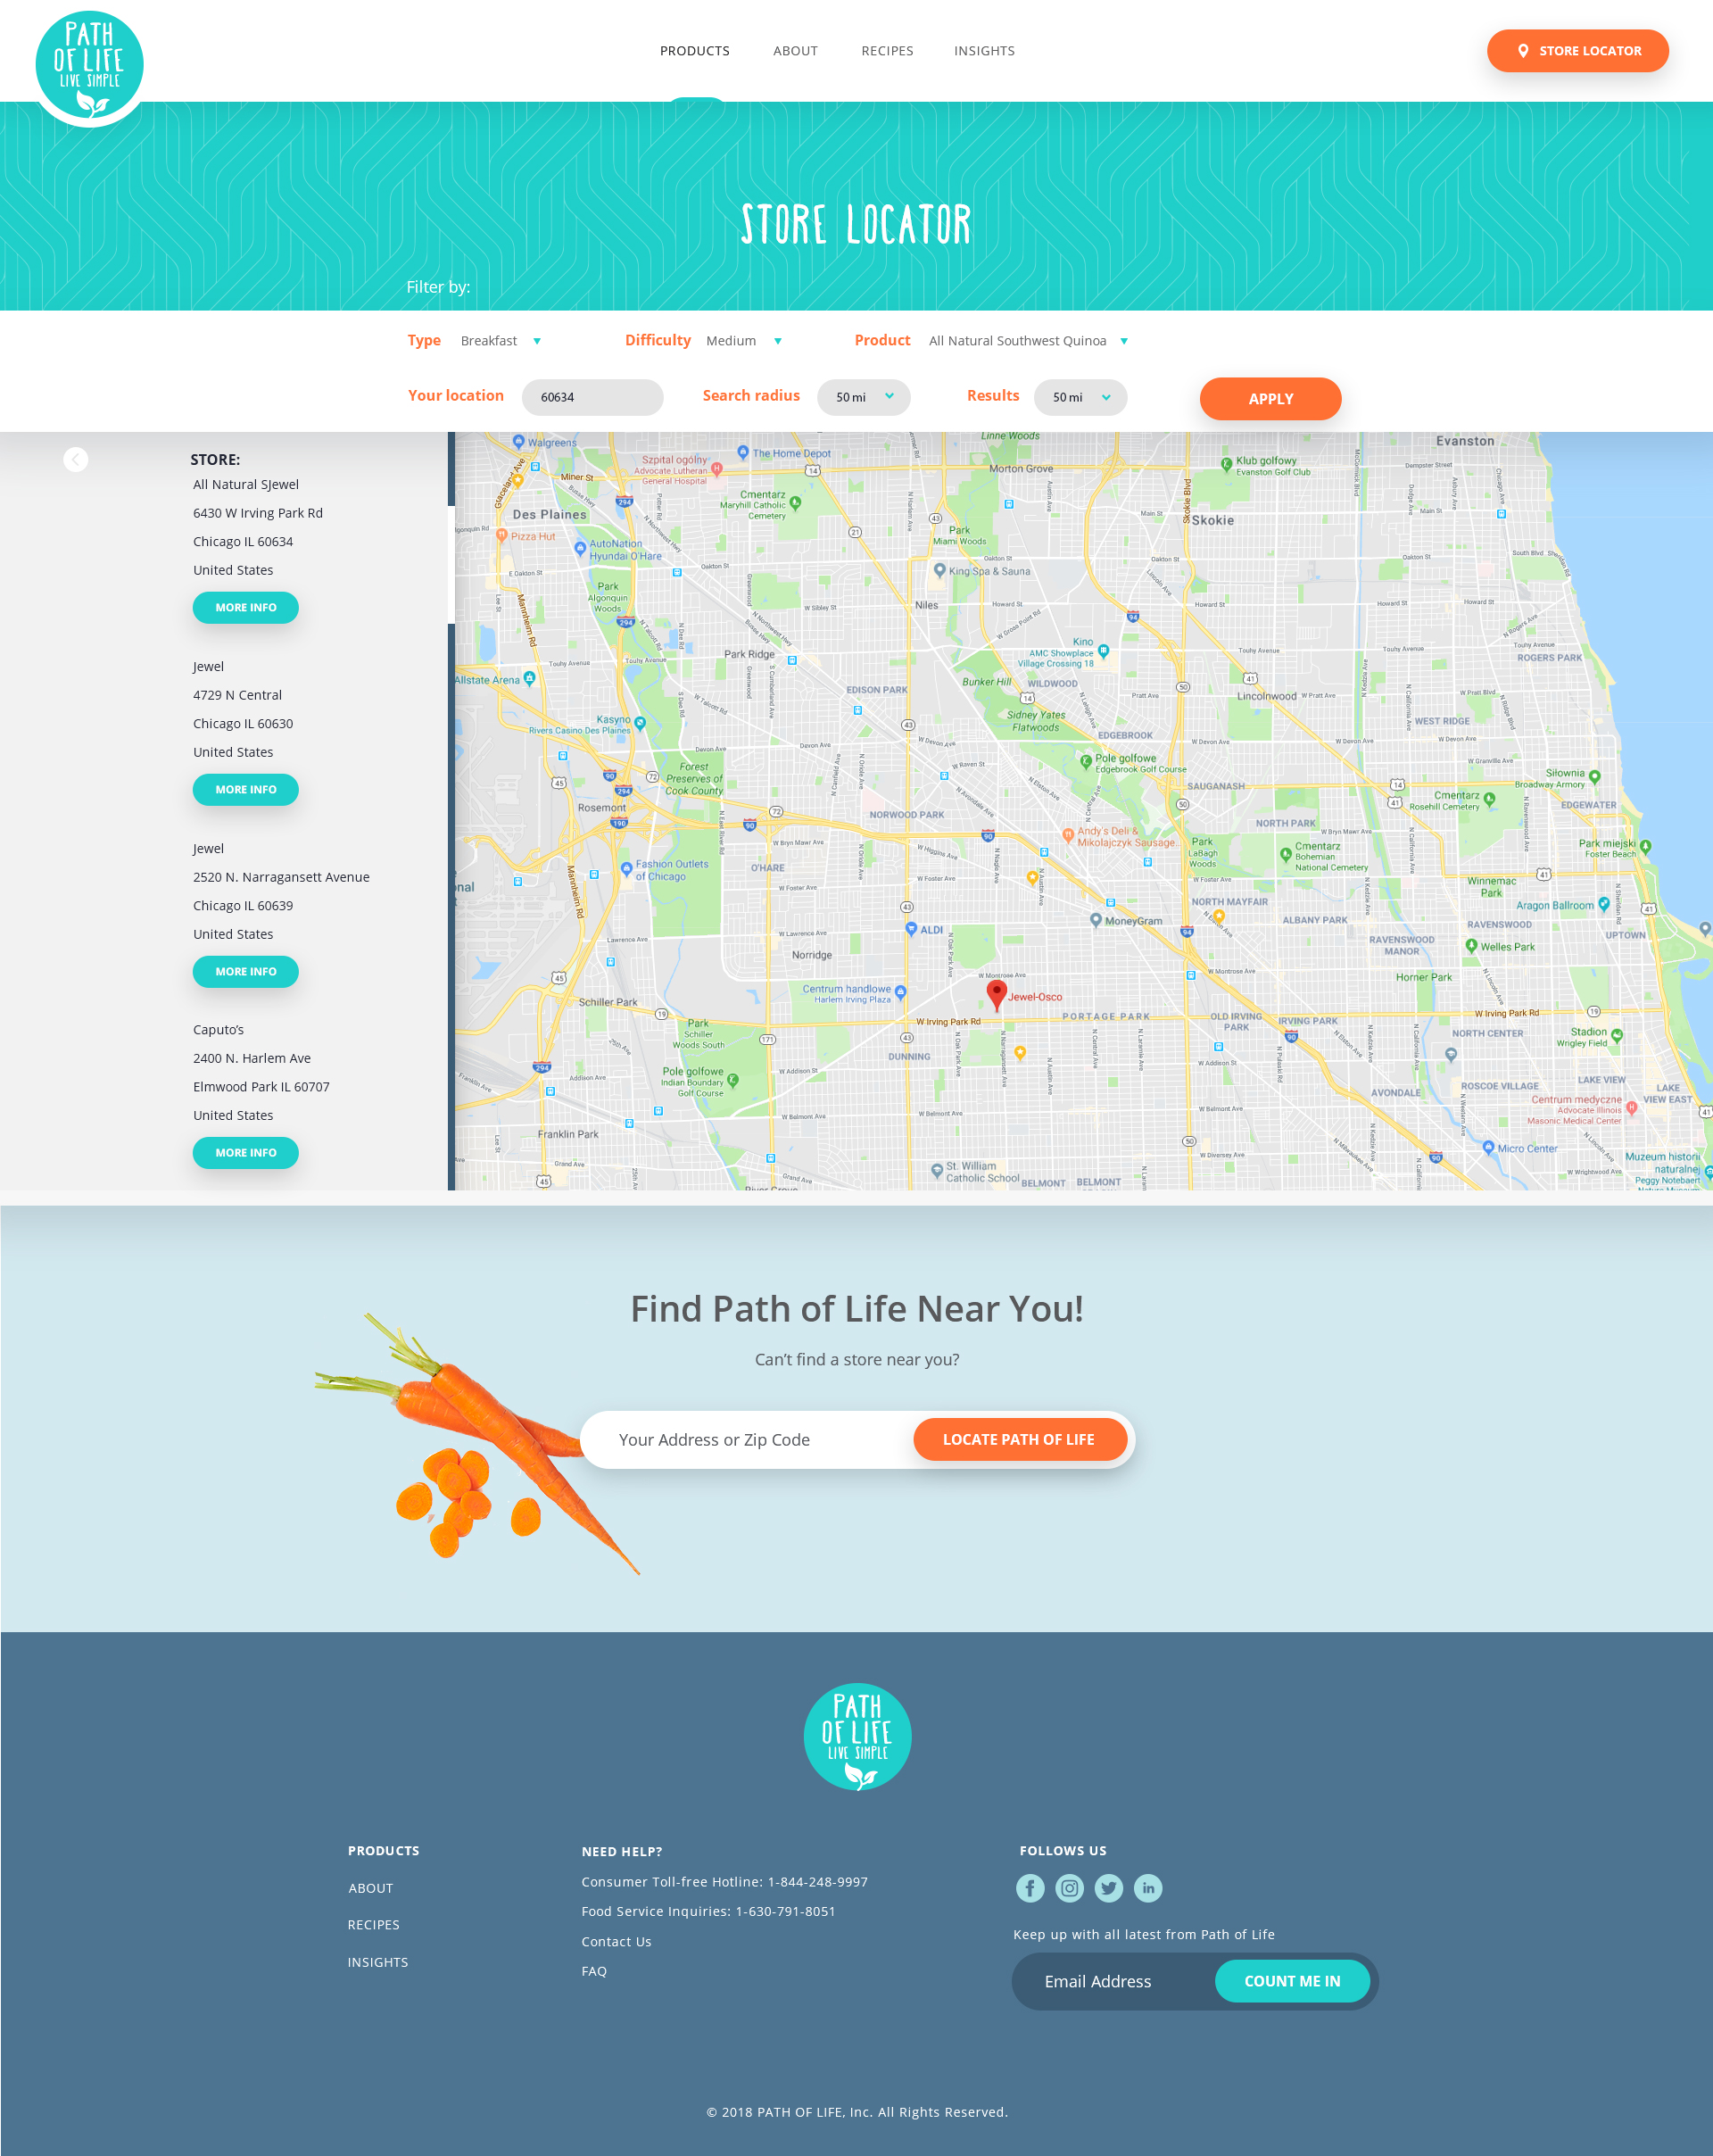 PATH
OF LIFE
LIVE SIMPLE
PRODUCTS
ABOUT
RECIPES
INSIGHTS
STORE LOCATOR
STORE LOCATOR
Filter by:
Type Breakfast
Difficulty Medium
Product All Natural Southwest Quinoa
Your location 60634
Search radius 50 mi
Results 50 mi
APPLY
STORE:
All Natural SJewel
6430 W Irving Park Rd
Chicago IL 60634
United States
MORE INFO
Jewel
4729 N Central
Chicago IL 60630
United States
MORE INFO
Jewel
2520 N. Narragansett Avenue
Chicago IL 60639
United States
MORE INFO
Caputo’s
2400 N. Harlem Ave
Elmwood Park IL 60707
United States
MORE INFO
Walgreens
Szpital ogólny
Advocate Lutheran
General Hospital
The Home Depot
Linne Woods
Morton Grove
Klub golfowy
Evanston Golf Club
Evanston
Des Plaines
Cmentarz
Maryhill Catholic
Cemetery
Skokie
Pizza Hut
AutoNation
Hyundai O'Hare
Park
Miami Woods
King Spa & Sauna
Park
Algonquin
Woods
Niles
Park Ridge
Kino
AMC Showplace
Village Crossing 18
ROGERS PARK
Allstate Arena
EDISON PARK
Bunker Hill
WILDWOOD
Lincolnwood
Kasyno
Rivers Casino Des Plaines
Sidney Yates
Flatwoods
EDGEBROOK
WEST RIDGE
Forest
Preserves of
Cook County
Pole golfowe
Edgebrook Golf Course
SAUGANASH
Siłownia
Broadway Armory
Cmentarz
Rosehill Cemetery
EDGEWATER
Rosemont
NORWOOD PARK
NORTH PARK
Andy's Deli &
Mikolajczyk Sausage
Park
LaBagh
Woods
Cmentarz
Bohemian
National Cemetery
Park miejski
Foster Beach
Fashion Outlets
of Chicago
O'HARE
Winnemac
Park
NORTH MAYFAIR
MoneyGram
ALBANY PARK
Aragon Ballroom
RAVENSWOOD
UPTOWN
ALDI
RAVENSWOOD
MANOR
Welles Park
Norridge
Horner Park
Centrum handlowe
Harlem Irving Plaza
Schiller Park
Jewel-Osco
W Irving Park Rd
PORTAGE PARK
OLD IRVING
PARK
IRVING PARK
W Irving Park Rd
NORTH CENTER
Stadion
Wrigley Field
Park
Schiller
Woods South
DUNNING
Pole golfowe
Indian Boundary
Golf Course
AVONDALE
ROSCOE VILLAGE
LAKE VIEW
LAKE
VIEW EAST
Centrum medyczne
Advocate Illinois
Masonic Medical Center
Franklin Park
Micro Center
St. William
Catholic School
BELMONT
BELMONT
Muzeum historii
naturalnej
Peggy Notebaert
Find Path of Life Near You!
Can’t find a store near you?
Your Address or Zip Code
LOCATE PATH OF LIFE
PATH
OF LIFE
LIVE SIMPLE
PRODUCTS
ABOUT
RECIPES
INSIGHTS
NEED HELP?
Consumer Toll-free Hotline: 1-844-248-9997
Food Service Inquiries: 1-630-791-8051
Contact Us
FAQ
FOLLOWS US
Keep up with all latest from Path of Life
Email Address
COUNT ME IN
© 2018 PATH OF LIFE, Inc. All Rights Reserved.